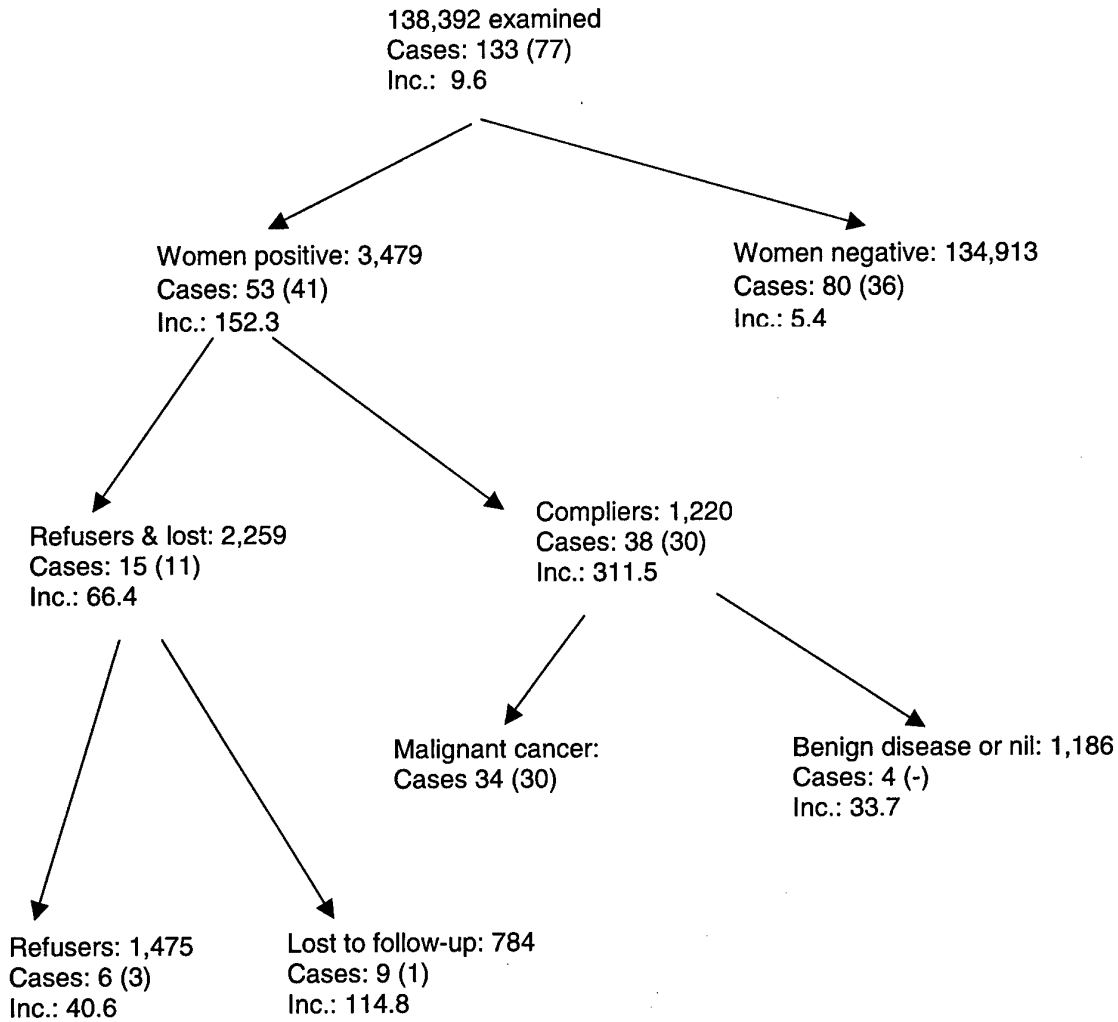 138,392 examined
Cases: 133 (77)
Inc.: 9.6
Women positive: 3,479
Cases: 53 (41)
Inc.: 152.3
Women negative: 134,913
Cases: 80 (36)
Inc.: 5.4
Refusers & lost: 2,259
Cases: 15 (11)
Inc.: 66.4
Compliers: 1,220
Cases: 38 (30)
Inc.: 311.5
Malignant cancer:
Cases 34 (30)
Benign disease or nil: 1,186
Cases: 4 (-)
Inc.: 33.7
Refusers: 1,475
Cases: 6 (3)
Inc.: 40.6
Lost to follow-up: 784
Cases: 9 (1)
Inc.: 114.8